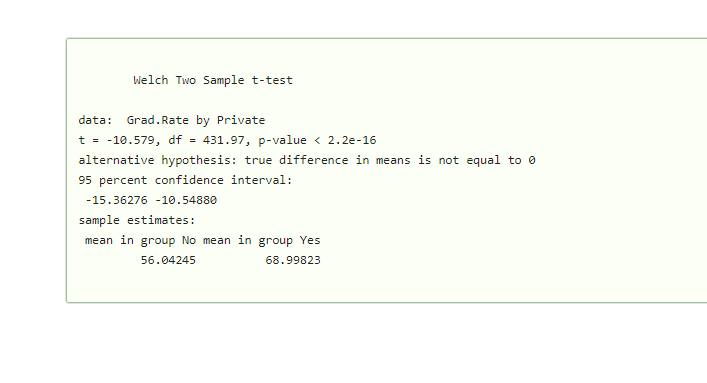 Welch Two Sample t-test
data:  Grad.Rate by Private
t = -10.579, df = 431.97, p-value < 2.2e-16
alternative hypothesis: true difference in means is not equal to 0
95 percent confidence interval:
-15.36276 -10.54880
sample estimates:
mean in group No mean in group Yes
56.04245          68.99823